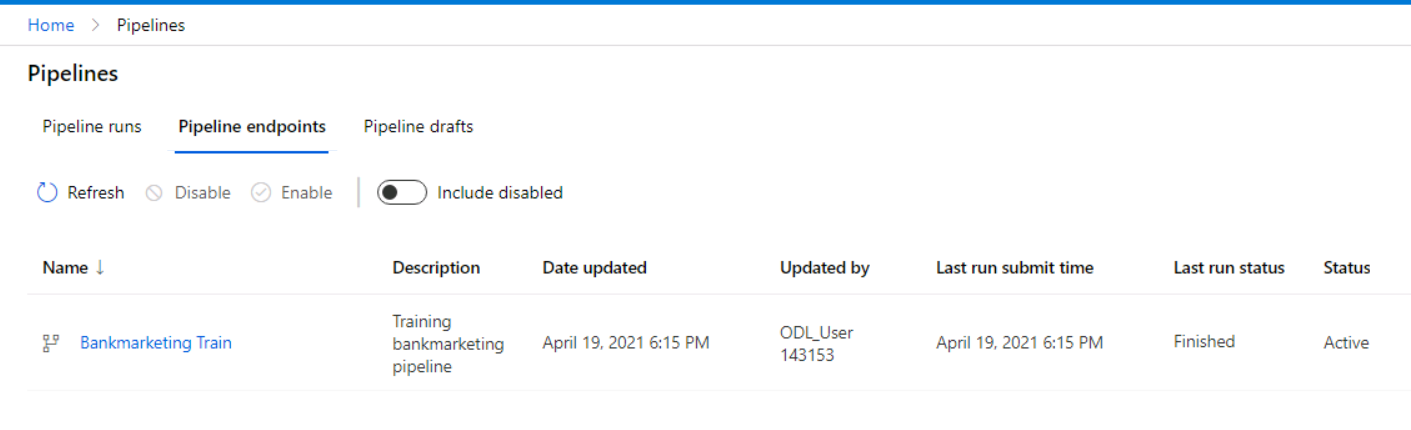 Home > Pipelines
Pipelines
Pipeline runs Pipeline endpoints Pipeline drafts
Refresh Disable Enable Include disabled
Name ↓ Description Date updated Updated by Last run submit time Last run status Status
Bankmarketing Train Training bankmarketing pipeline April 19, 2021 6:15 PM ODL_User 143153 April 19, 2021 6:15 PM Finished Active